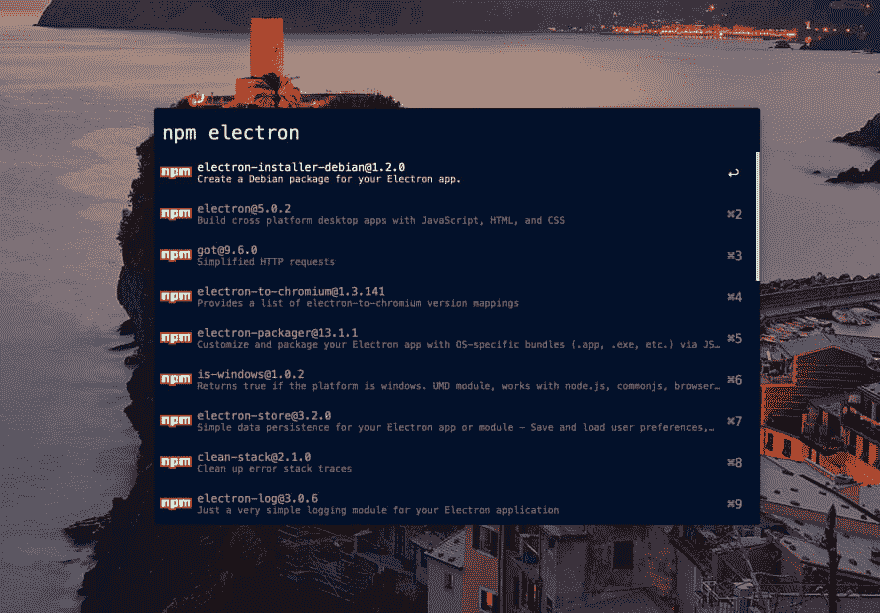 npm electron
npm electron-installer-debian@1.2.0 ↩
Create a Debian package for your Electron app.
npm electron@5.0.2 ⌘2
Build cross platform desktop apps with JavaScript, HTML, and CSS
npm got@9.6.0 ⌘3
Simplified HTTP requests
npm electron-to-chromium@1.3.141 ⌘4
Provides a list of electron-to-chromium version mappings
npm electron-packager@13.1.1 ⌘5
Customize and package your Electron app with OS-specific bundles (.app, .exe, etc.) via JS…
npm is-windows@1.0.2 ⌘6
Returns true if the platform is windows. UMD module, works with node.js, commonjs, browser…
npm electron-store@3.2.0 ⌘7
Simple data persistence for your Electron app or module – Save and load user preferences,…
npm clean-stack@2.1.0 ⌘8
Clean up error stack traces
npm electron-log@3.0.6 ⌘9
Just a very simple logging module for your Electron application